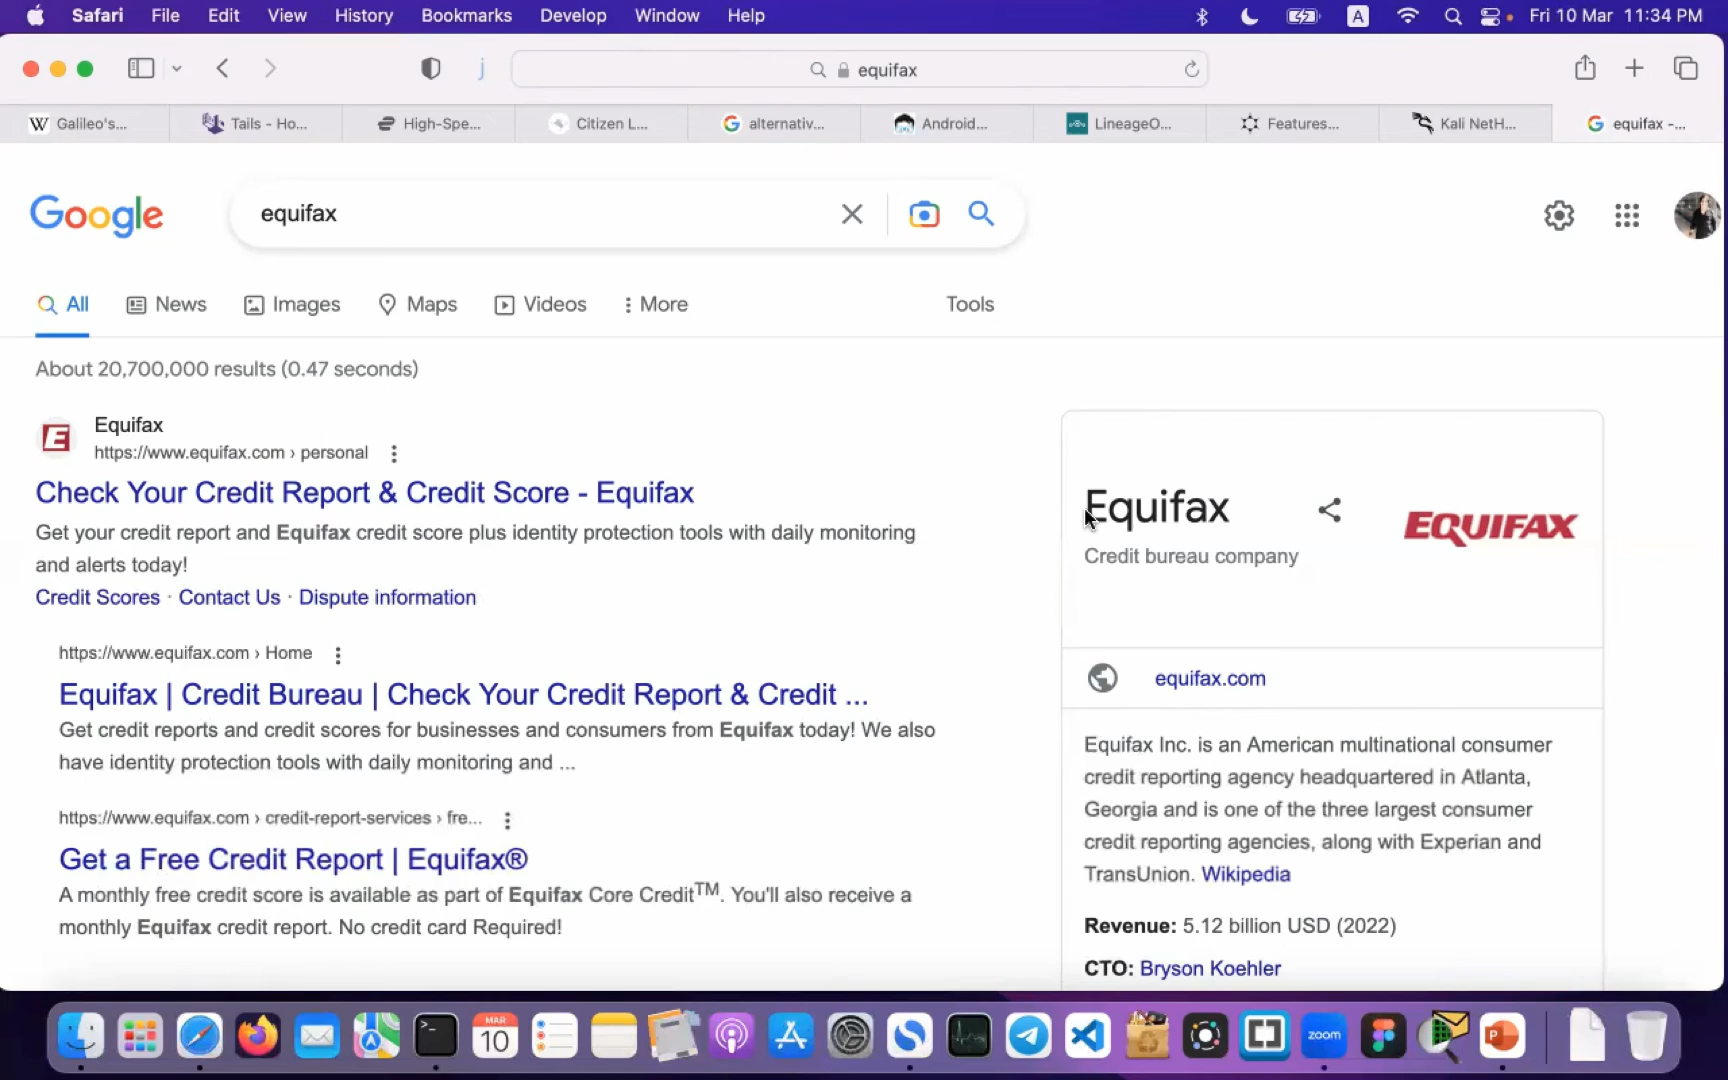 Safari File Edit View History Bookmarks Develop Window Help A Fri 10 Mar 11:34 PM
j equifax
W Galileo's... Tails - Ho... High-Spe... Citizen L... alternativ... Android... LineageO... Features... Kali NetH... equifax -...
Google equifax
All News Images Maps Videos More Tools
About 20,700,000 results (0.47 seconds)
E Equifax
https://www.equifax.com › personal
Check Your Credit Report & Credit Score - Equifax
Get your credit report and Equifax credit score plus identity protection tools with daily monitoring
and alerts today!
Credit Scores · Contact Us · Dispute information
https://www.equifax.com › Home
Equifax | Credit Bureau | Check Your Credit Report & Credit ...
Get credit reports and credit scores for businesses and consumers from Equifax today! We also
have identity protection tools with daily monitoring and ...
https://www.equifax.com › credit-report-services › fre...
Get a Free Credit Report | Equifax®
A monthly free credit score is available as part of Equifax Core Credit™. You'll also receive a
monthly Equifax credit report. No credit card Required!
Equifax
Credit bureau company
EQUIFAX
equifax.com
Equifax Inc. is an American multinational consumer
credit reporting agency headquartered in Atlanta,
Georgia and is one of the three largest consumer
credit reporting agencies, along with Experian and
TransUnion. Wikipedia
Revenue: 5.12 billion USD (2022)
CTO: Bryson Koehler
MAR
10
zoom
P